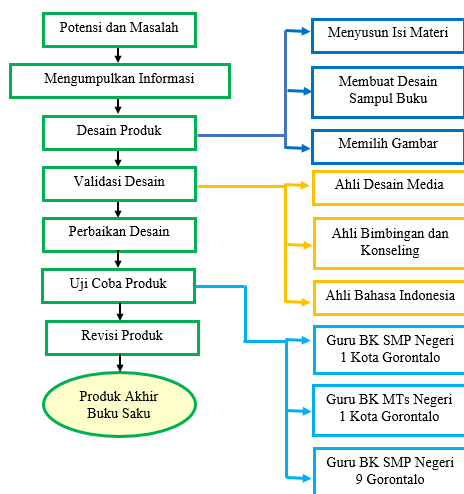 Potensi dan Masalah
Mengumpulkan Informasi
Desain Produk
Validasi Desain
Perbaikan Desain
Uji Coba Produk
Revisi Produk
Produk Akhir
Buku Saku
Menyusun Isi Materi
Membuat Desain
Sampul Buku
Memilih Gambar
Ahli Desain Media
Ahli Bimbingan dan
Konseling
Ahli Bahasa Indonesia
Guru BK SMP Negeri
1 Kota Gorontalo
Guru BK MTs Negeri
1 Kota Gorontalo
Guru BK SMP Negeri
9 Gorontalo